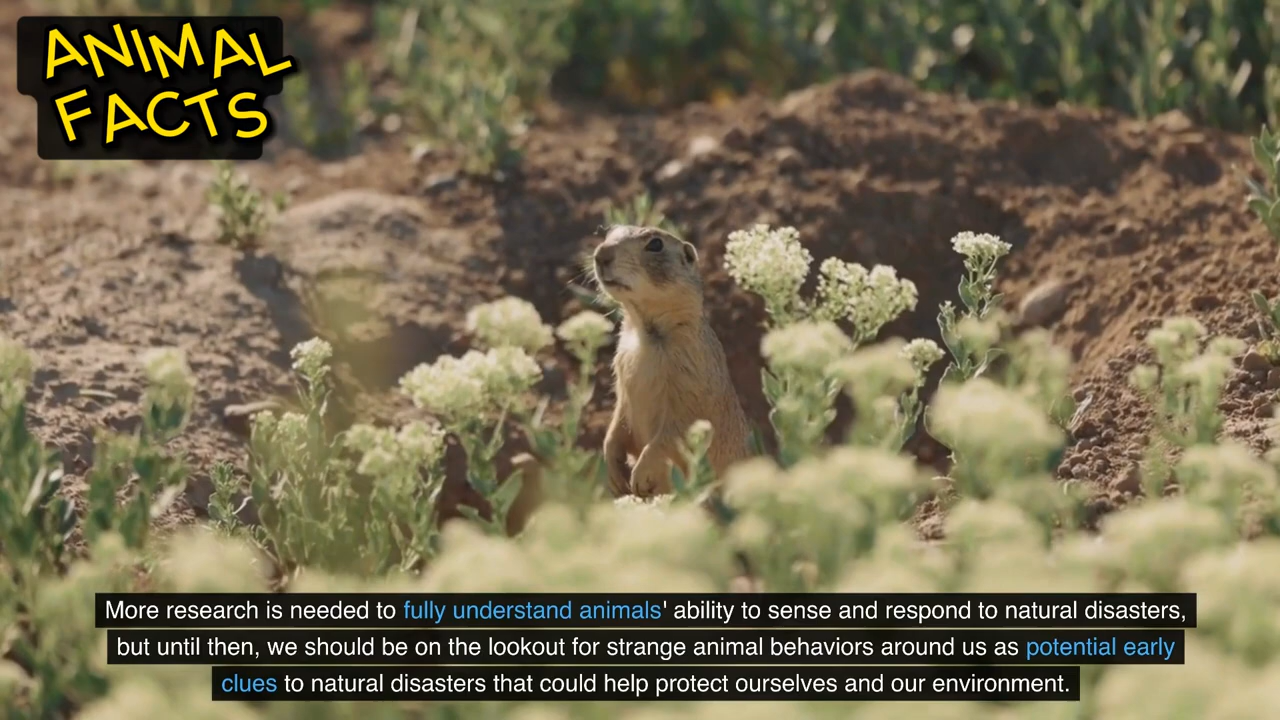 ANIMAL
FACTS
More research is needed to fully understand animals' ability to sense and respond to natural disasters,
but until then, we should be on the lookout for strange animal behaviors around us as potential early
clues to natural disasters that could help protect ourselves and our environment.